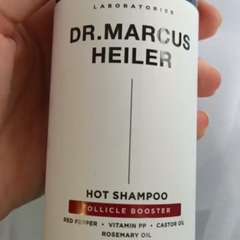 LABORATORIES
DR.MARCUS
HEILER
HOT SHAMPOO
FOLLICLE BOOSTER
RED PEPPER • VITAMIN PP • CASTOR OIL
ROSEMARY OIL